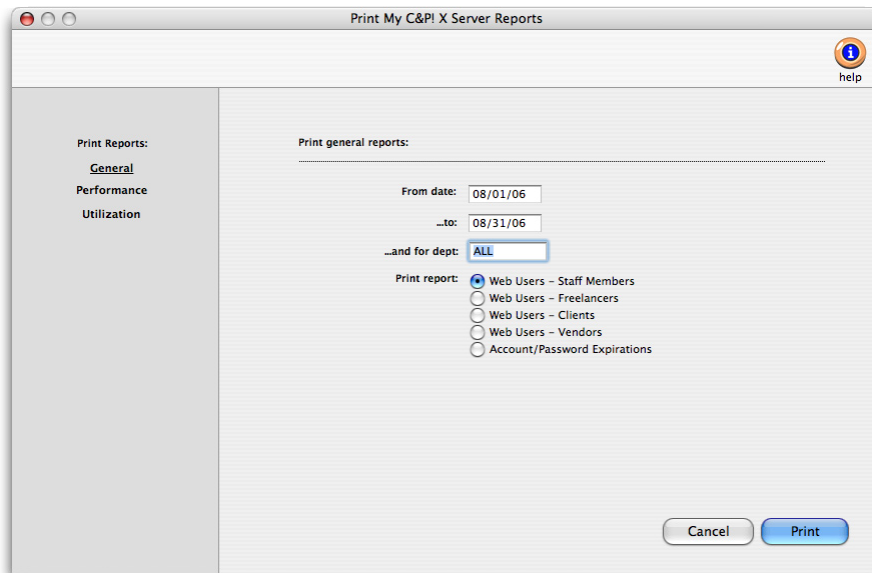 Print My C&P! X Server Reports
help
Print Reports:
General
Performance
Utilization
Print general reports:
From date: 08/01/06
...to: 08/31/06
...and for dept: ALL
Print report: Web Users – Staff Members
Web Users – Freelancers
Web Users – Clients
Web Users – Vendors
Account/Password Expirations
Cancel Print